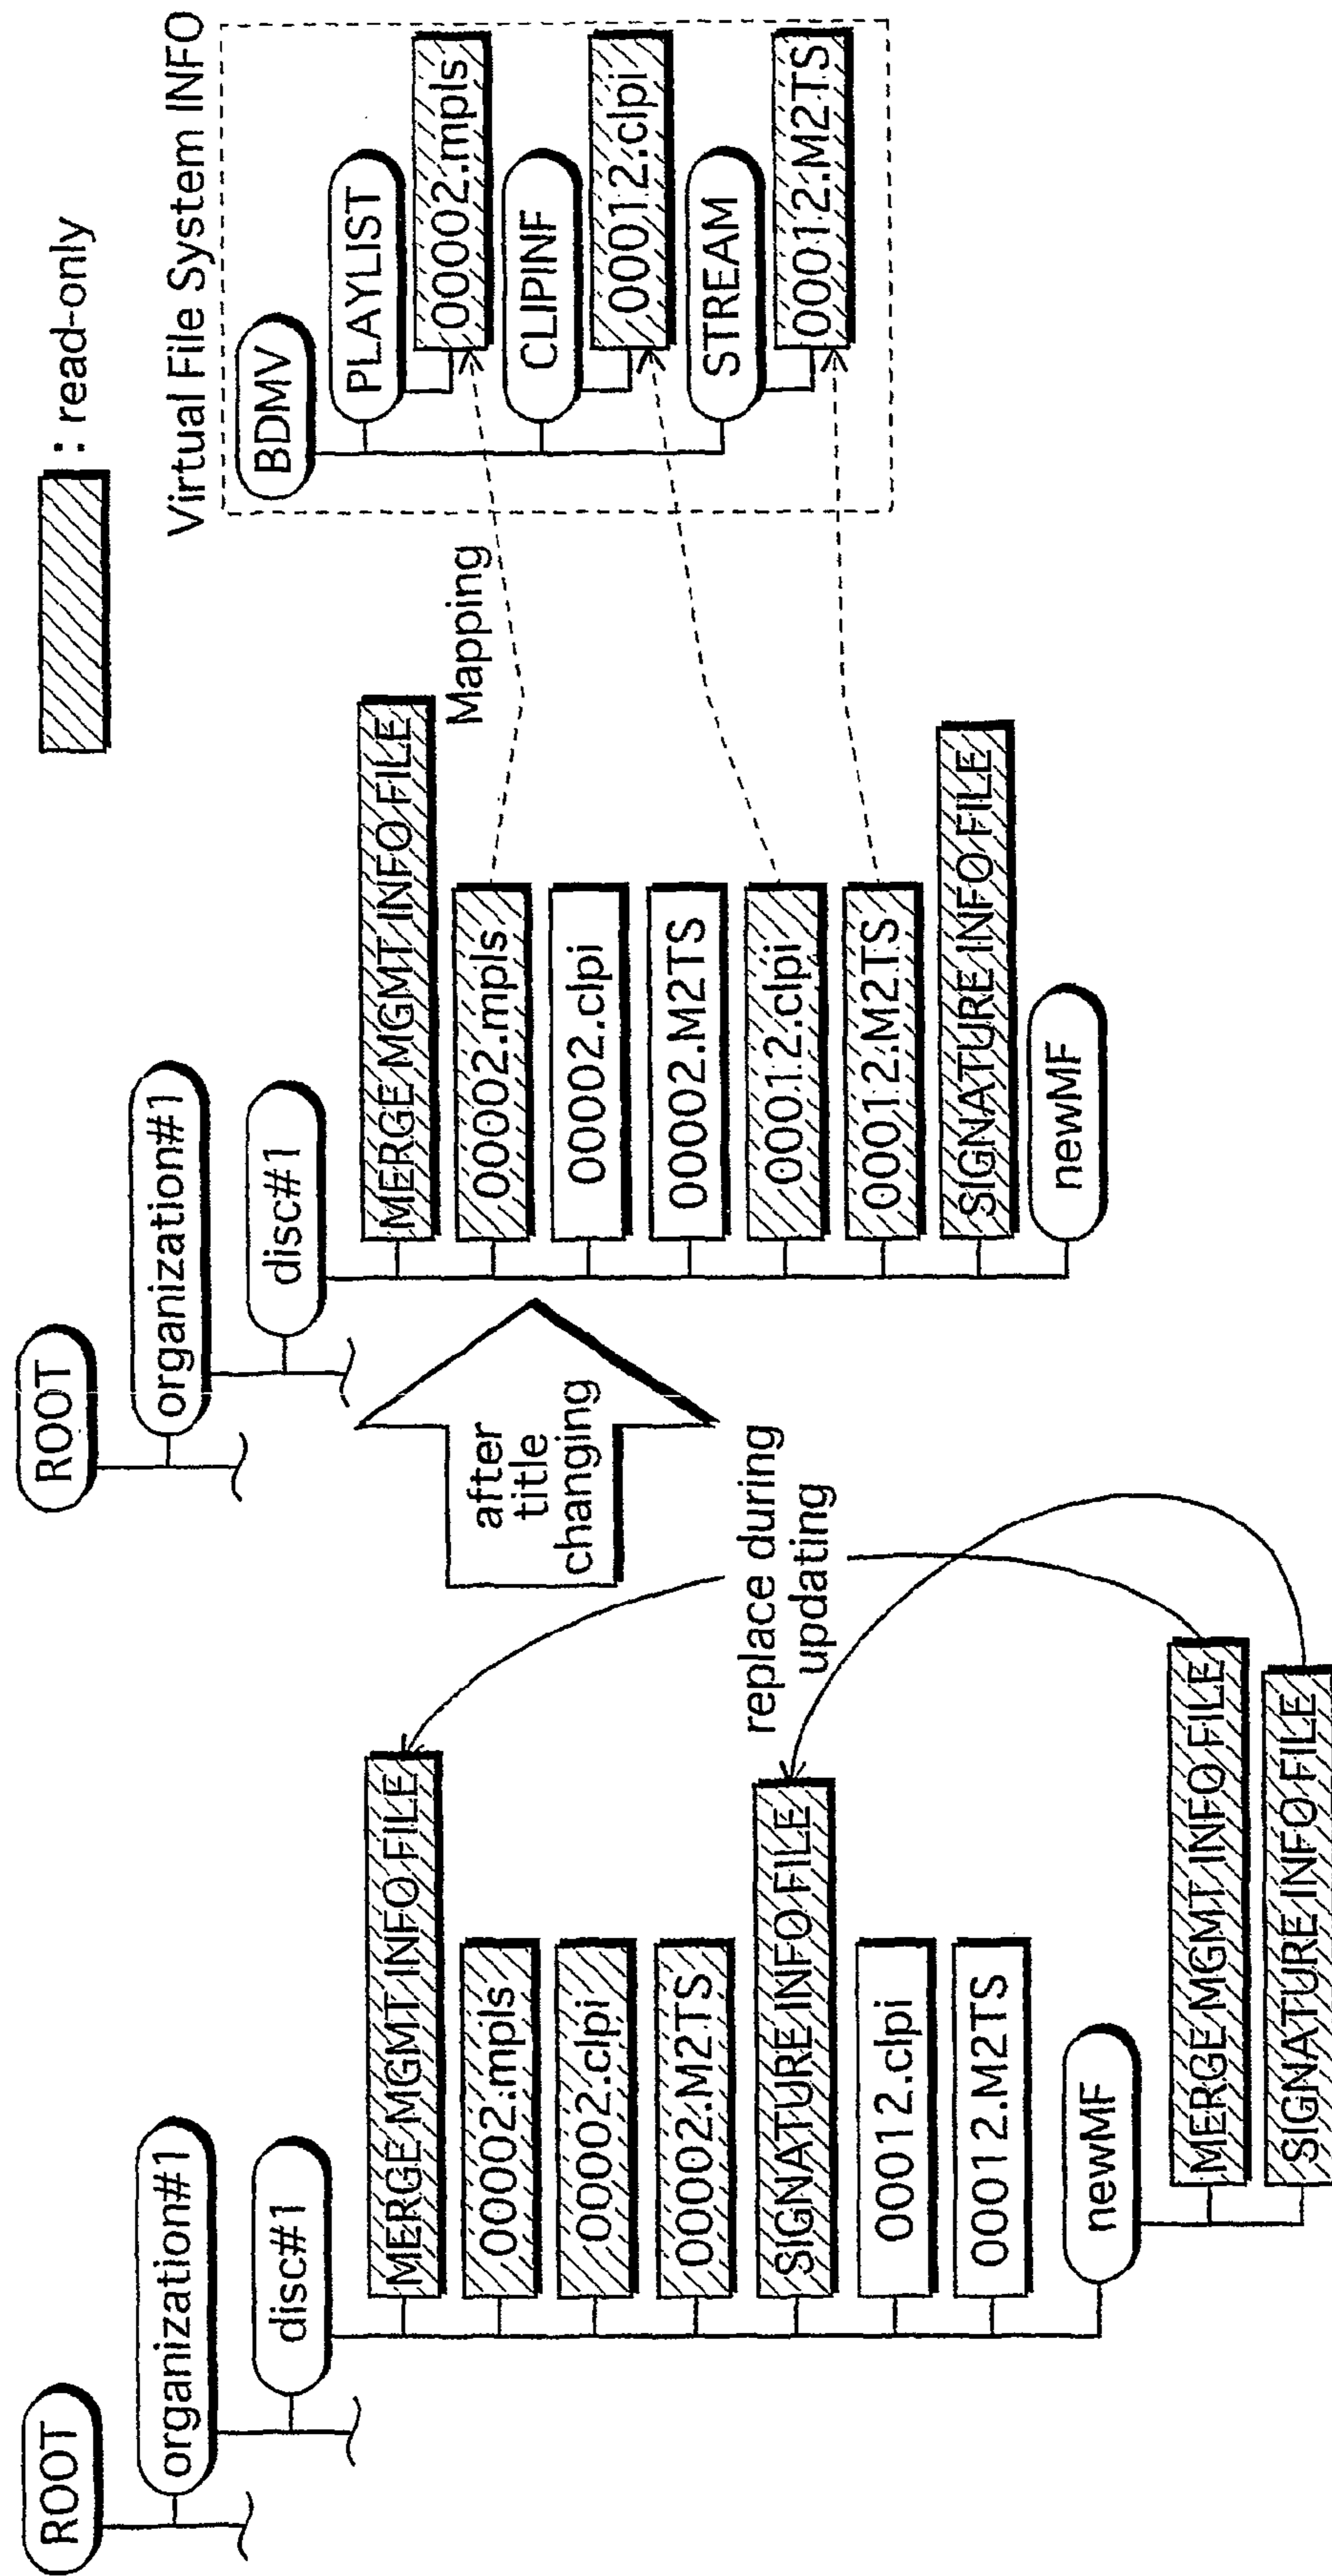 : read-only
ROOT
organization#1
disc#1
MERGE MGMT INFO FILE
00002.mpls
00002.clpi
00002.M2TS
SIGNATURE INFO FILE
00012.clpi
00012.M2TS
newMF
MERGE MGMT INFO FILE
SIGNATURE INFO FILE
replace during
updating
after
title
changing
ROOT
organization#1
disc#1
MERGE MGMT INFO FILE
00002.mpls
00002.clpi
00002.M2TS
00012.clpi
00012.M2TS
SIGNATURE INFO FILE
newMF
Mapping
Virtual File System INFO
BDMV
PLAYLIST
00002.mpls
CLIPINF
00012.clpi
STREAM
00012.M2TS